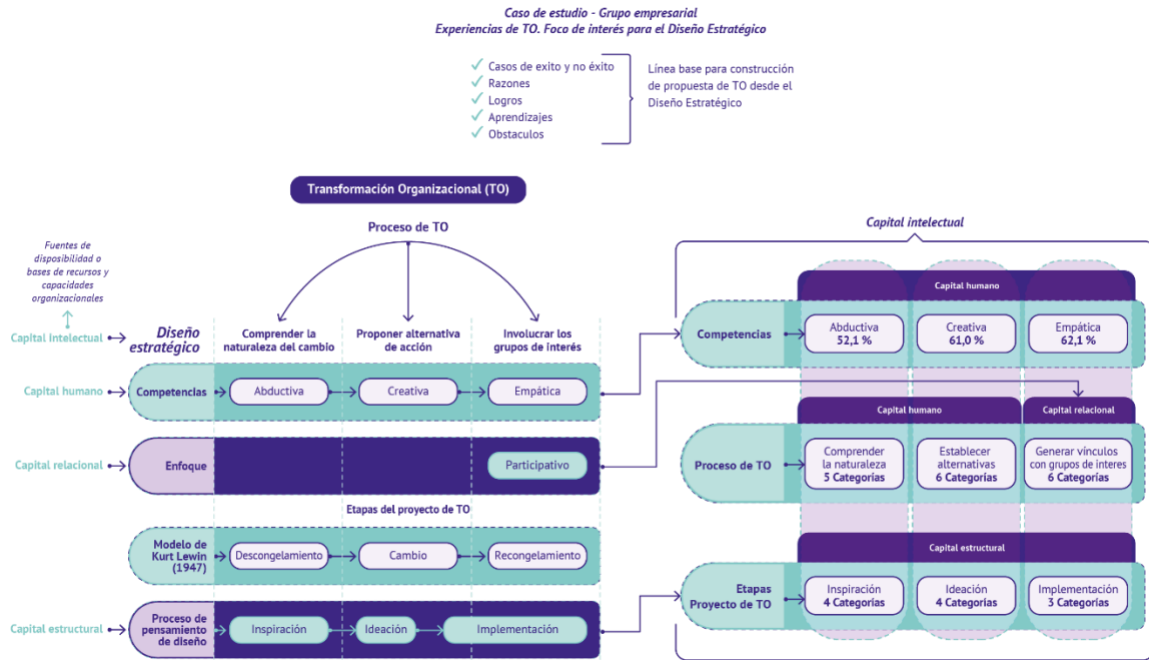 Caso de estudio - Grupo empresarial
Experiencias de TO. Foco de interés para el Diseño Estratégico
Casos de exito y no éxito
Razones
Logros
Aprendizajes
Obstaculos
Línea base para construcción
de propuesta de TO desde el
Diseño Estratégico
Transformación Organizacional (TO)
Proceso de TO
Fuentes de
disposibilidad o
bases de recursos y
capacidades
organizacionales
Capital Intelectual
Diseño
estratégico
Comprender la
naturaleza del cambio
Proponer alternativa
de acción
Involucrar los
grupos de interés
Capital humano
Competencias
Abductiva
Creativa
Empática
Capital relacional
Enfoque
Participativo
Etapas del proyecto de TO
Modelo de
Kurt Lewin
(1947)
Descongelamiento
Cambio
Recongelamiento
Capital estructural
Proceso de
pensamiento
de diseño
Inspiración
Ideación
Implementación
Capital intelectual
Capital humano
Competencias
Abductiva
52,1 %
Creativa
61,0 %
Empática
62,1 %
Capital humano
Capital relacional
Proceso de TO
Comprender
la naturaleza
5 Categorías
Establecer
alternativas
6 Categorías
Generar vínculos
con grupos de interes
6 Categorías
Capital estructural
Etapas
Proyecto de TO
Inspiración
4 Categorías
Ideación
4 Categorías
Implementación
3 Categorías